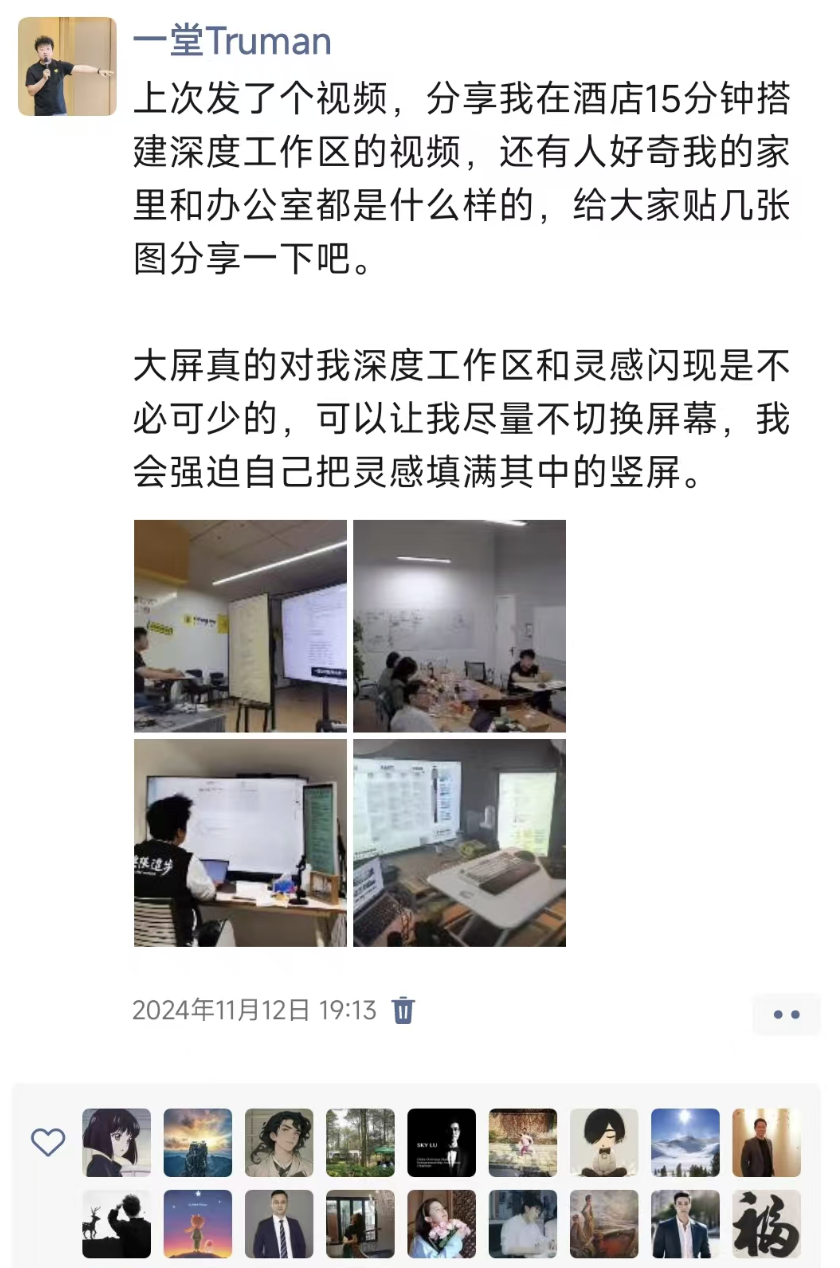 一堂Truman
上次发了个视频，分享我在酒店15分钟搭
建深度工作区的视频，还有人好奇我的家
里和办公室都是什么样的，给大家贴几张
图分享一下吧。
大屏真的对我深度工作区和灵感闪现是不
必可少的，可以让我尽量不切换屏幕，我
会强迫自己把灵感填满其中的竖屏。
2024年11月12日 19:13
SKY LU
福